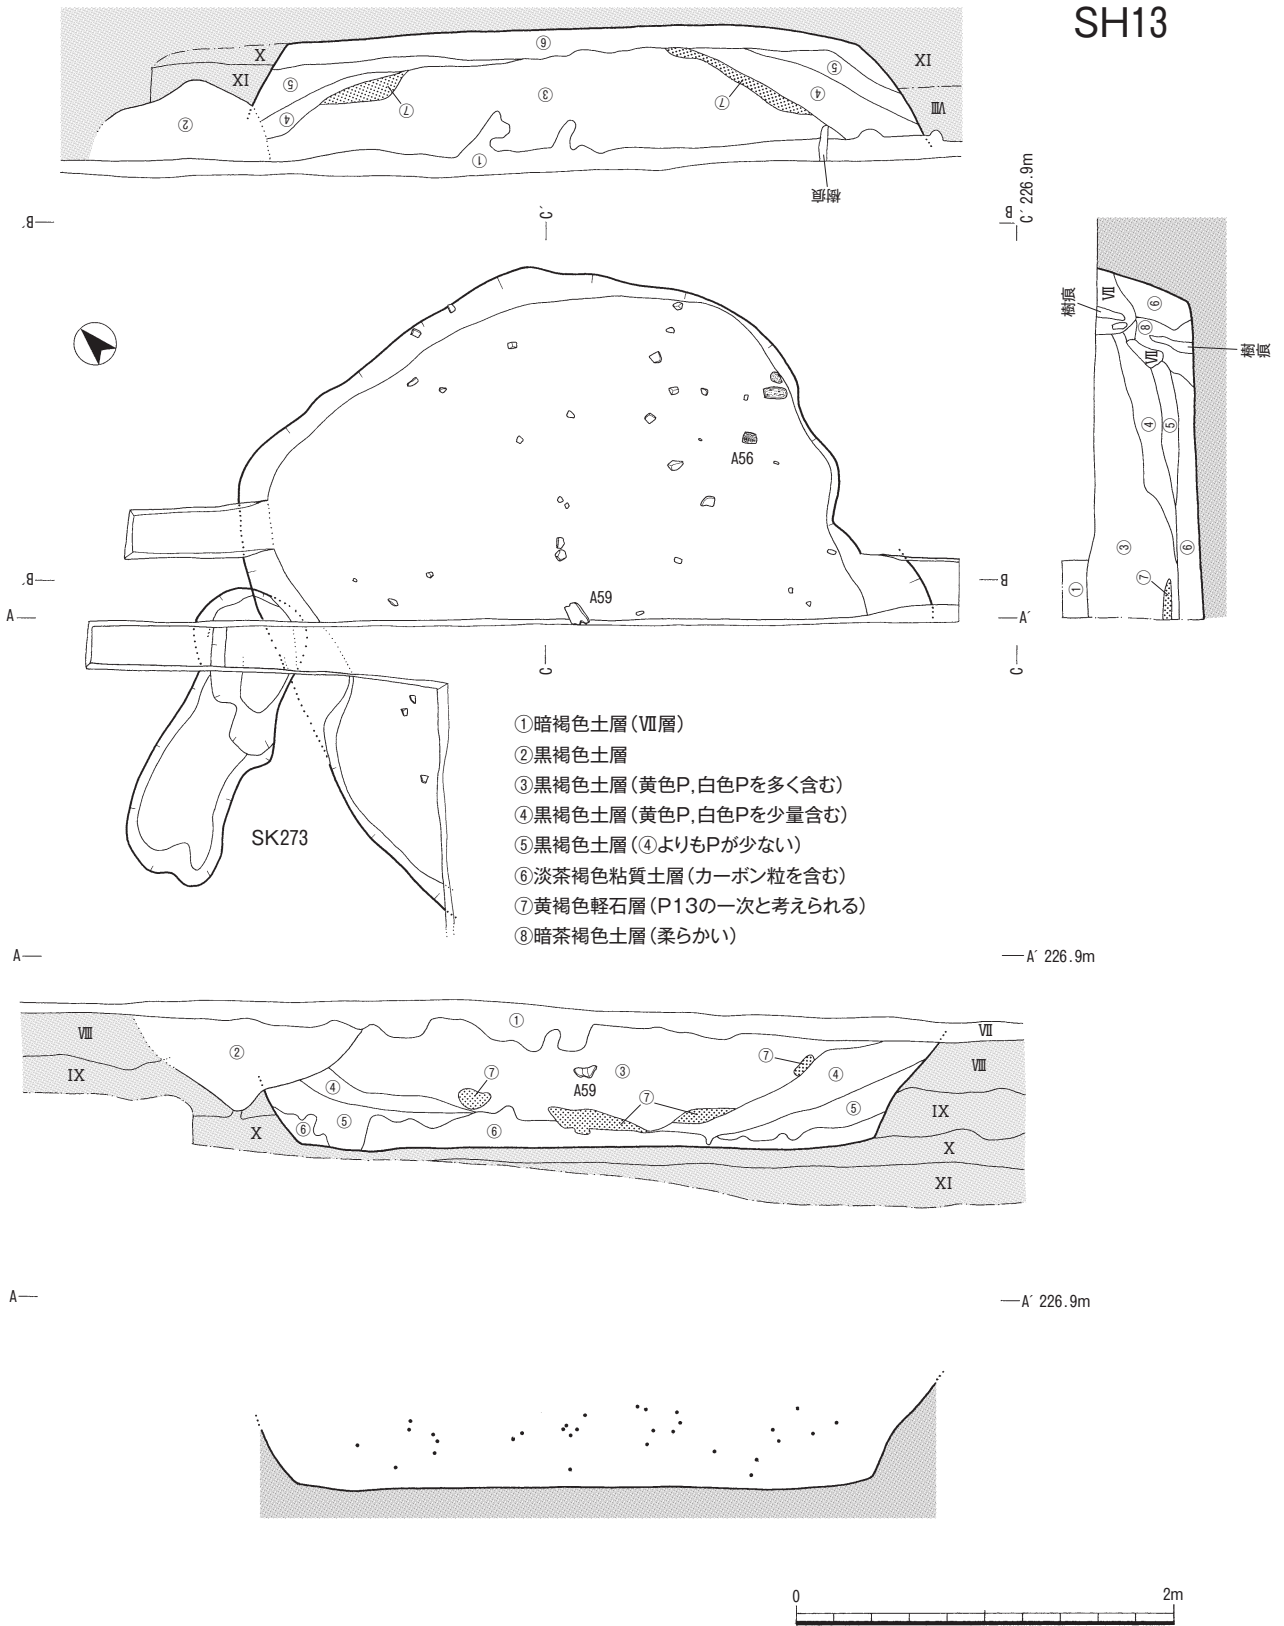 SH13
⑥
X
XI
⑤
④
②
⑦
③
①
⑦
④
⑤
XI
Ⅷ
樹痕
B´
C´
B
C´ 226.9m
樹痕
Ⅶ
⑥
⑧
Ⅶ
樹痕
④
⑤
③
⑥
⑦
①
A56
A59
B´
B
A
A´
C
C
SK273
①暗褐色土層（Ⅶ層）
②黒褐色土層
③黒褐色土層（黄色P,白色Pを多く含む）
④黒褐色土層（黄色P,白色Pを少量含む）
⑤黒褐色土層（④よりもPが少ない）
⑥淡茶褐色粘質土層（カーボン粒を含む）
⑦黄褐色軽石層（P13の一次と考えられる）
⑧暗茶褐色土層（柔らかい）
A
A´ 226.9m
①
Ⅶ
Ⅷ
②
⑦
③
⑦
④
Ⅷ
IX
④
A59
⑦
⑤
IX
X
⑥
⑤
⑥
X
XI
A
A´ 226.9m
0
2m